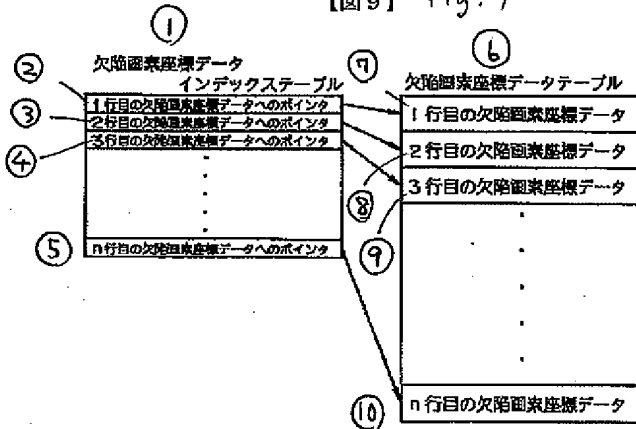 【図9】 Fig. 9
①
欠陥画素座標データ
インデックステーブル
② 1行目の欠陥画素座標データへのポインタ
③ 2行目の欠陥画素座標データへのポインタ
④ 3行目の欠陥画素座標データへのポインタ
⑤ n行目の欠陥画素座標データへのポインタ
⑥
欠陥画素座標データテーブル
⑦ 1行目の欠陥画素座標データ
⑧ 2行目の欠陥画素座標データ
⑨ 3行目の欠陥画素座標データ
⑩ n行目の欠陥画素座標データ